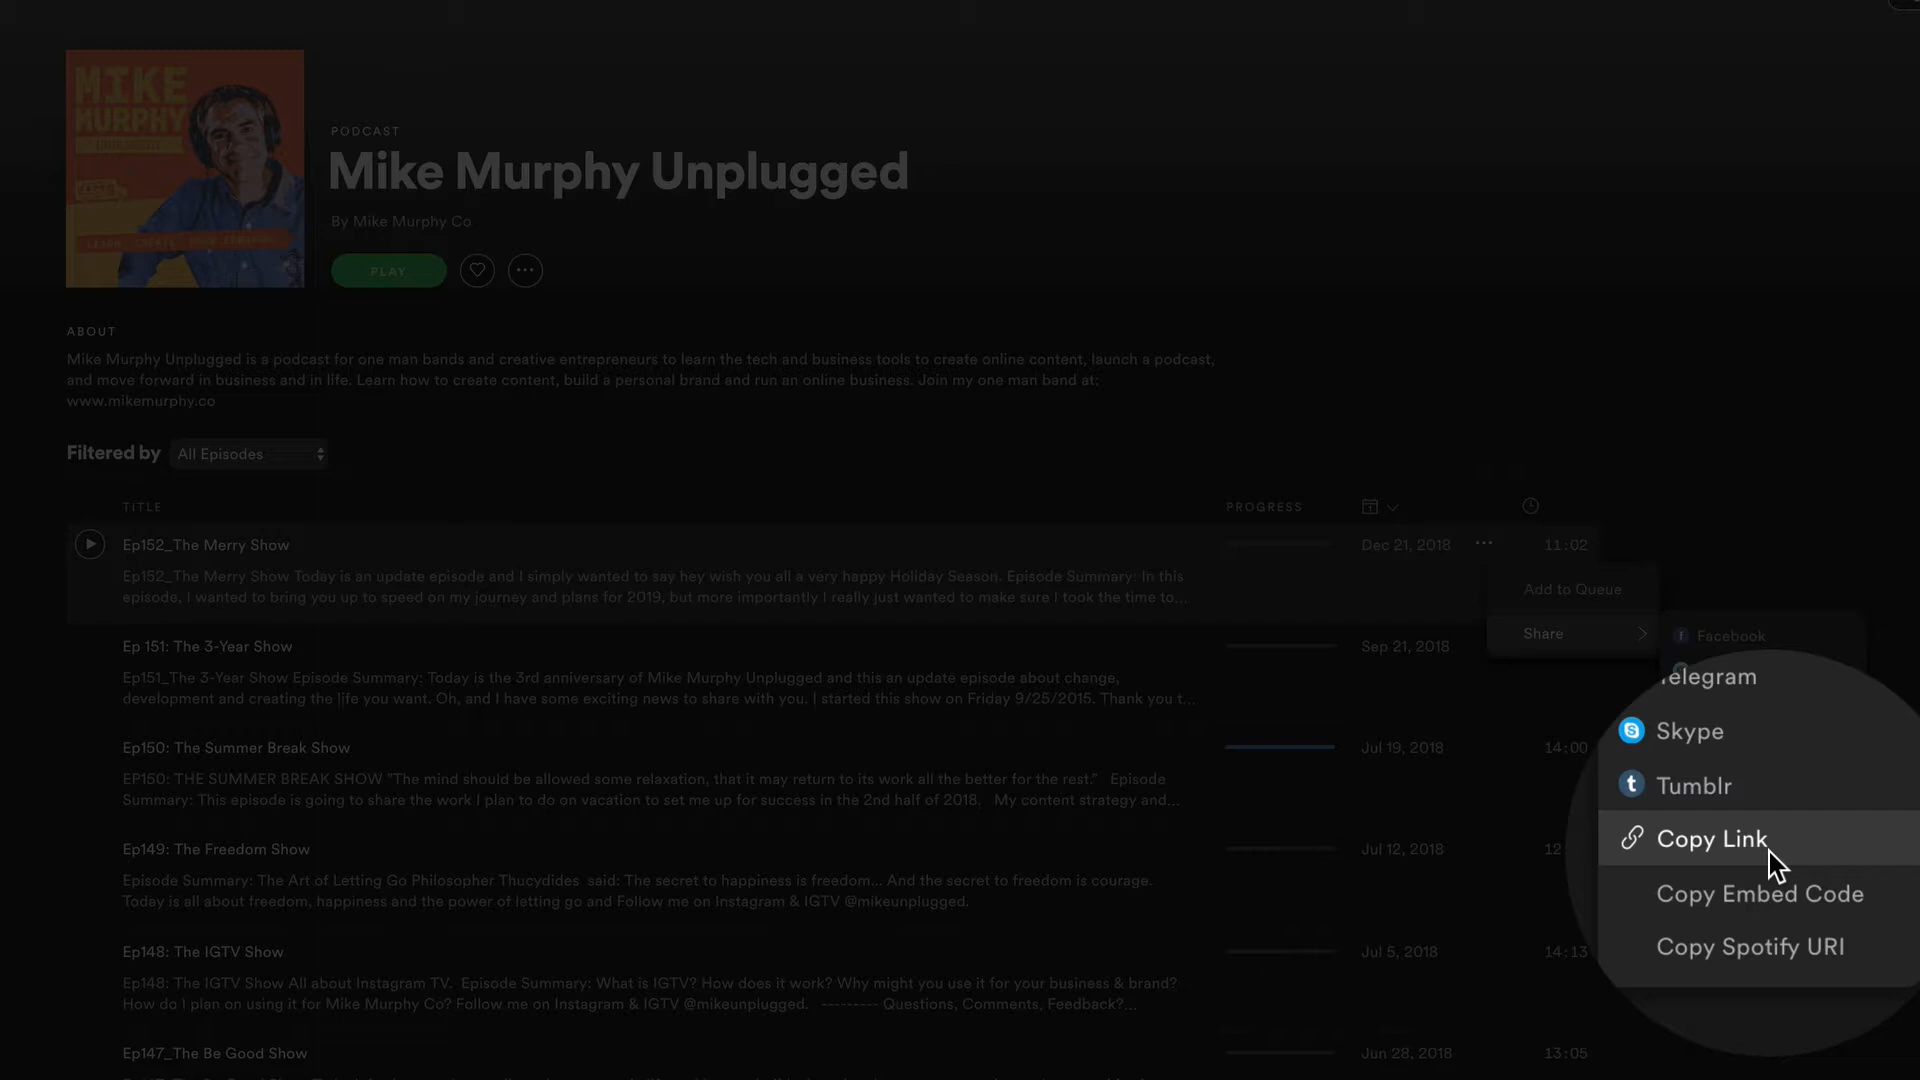 MIKE
MURPHY
UNPLUGGED
LEARN. CREATE. MOVE FORWARD.
PODCAST
Mike Murphy Unplugged
By Mike Murphy Co
PLAY
ABOUT
Mike Murphy Unplugged is a podcast for one man bands and creative entrepreneurs to learn the tech and business tools to create online content, launch a podcast,
and move forward in business and in life. Learn how to create content, build a personal brand and run an online business. Join my one man band at:
www.mikemurphy.co
Filtered by All Episodes
TITLE PROGRESS
Ep152_The Merry Show Dec 21, 2018 11:02
Ep152_The Merry Show Today is an update episode and I simply wanted to say hey wish you all a very happy Holiday Season. Episode Summary: In this
episode, I wanted to bring you up to speed on my journey and plans for 2019, but more importantly I really just wanted to make sure I took the time to...
Add to Queue
Share
Facebook
Ep 151: The 3-Year Show Sep 21, 2018
Ep151_The 3-Year Show Episode Summary: Today is the 3rd anniversary of Mike Murphy Unplugged and this an update episode about change,
development and creating the life you want. Oh, and I have some exciting news to share with you. I started this show on Friday 9/25/2015. Thank you t...
elegram
Skype
Tumblr
Copy Link
Copy Embed Code
Copy Spotify URI
Ep150: The Summer Break Show Jul 19, 2018 14:00
EP150: THE SUMMER BREAK SHOW "The mind should be allowed some relaxation, that it may return to its work all the better for the rest." Episode
Summary: This episode is going to share the work I plan to do on vacation to set me up for success in the 2nd half of 2018. My content strategy and...
Ep149: The Freedom Show Jul 12, 2018 12:
Episode Summary: The Art of Letting Go Philosopher Thucydides said: The secret to happiness is freedom... And the secret to freedom is courage.
Today is all about freedom, happiness and the power of letting go and Follow me on Instagram & IGTV @mikeunplugged.
Ep148: The IGTV Show Jul 5, 2018 14:13
Ep148: The IGTV Show All about Instagram TV. Episode Summary: What is IGTV? How does it work? Why might you use it for your business & brand?
How do I plan on using it for Mike Murphy Co? Follow me on Instagram & IGTV @mikeunplugged. --------- Questions, Comments, Feedback?...
Ep147_The Be Good Show Jun 28, 2018 13:05